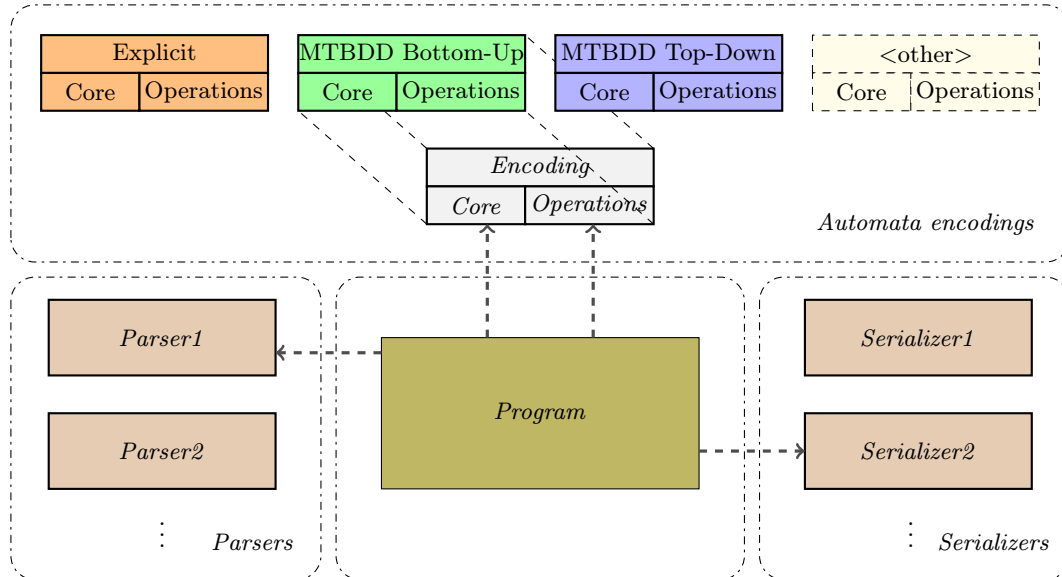 Explicit
Core Operations
MTBDD Bottom-Up
Core Operations
MTBDD Top-Down
Core Operations
<other>
Core Operations
Encoding
Core Operations
Automata encodings
Parser1
Parser2
⋮
Parsers
Program
Serializer1
Serializer2
⋮
Serializers